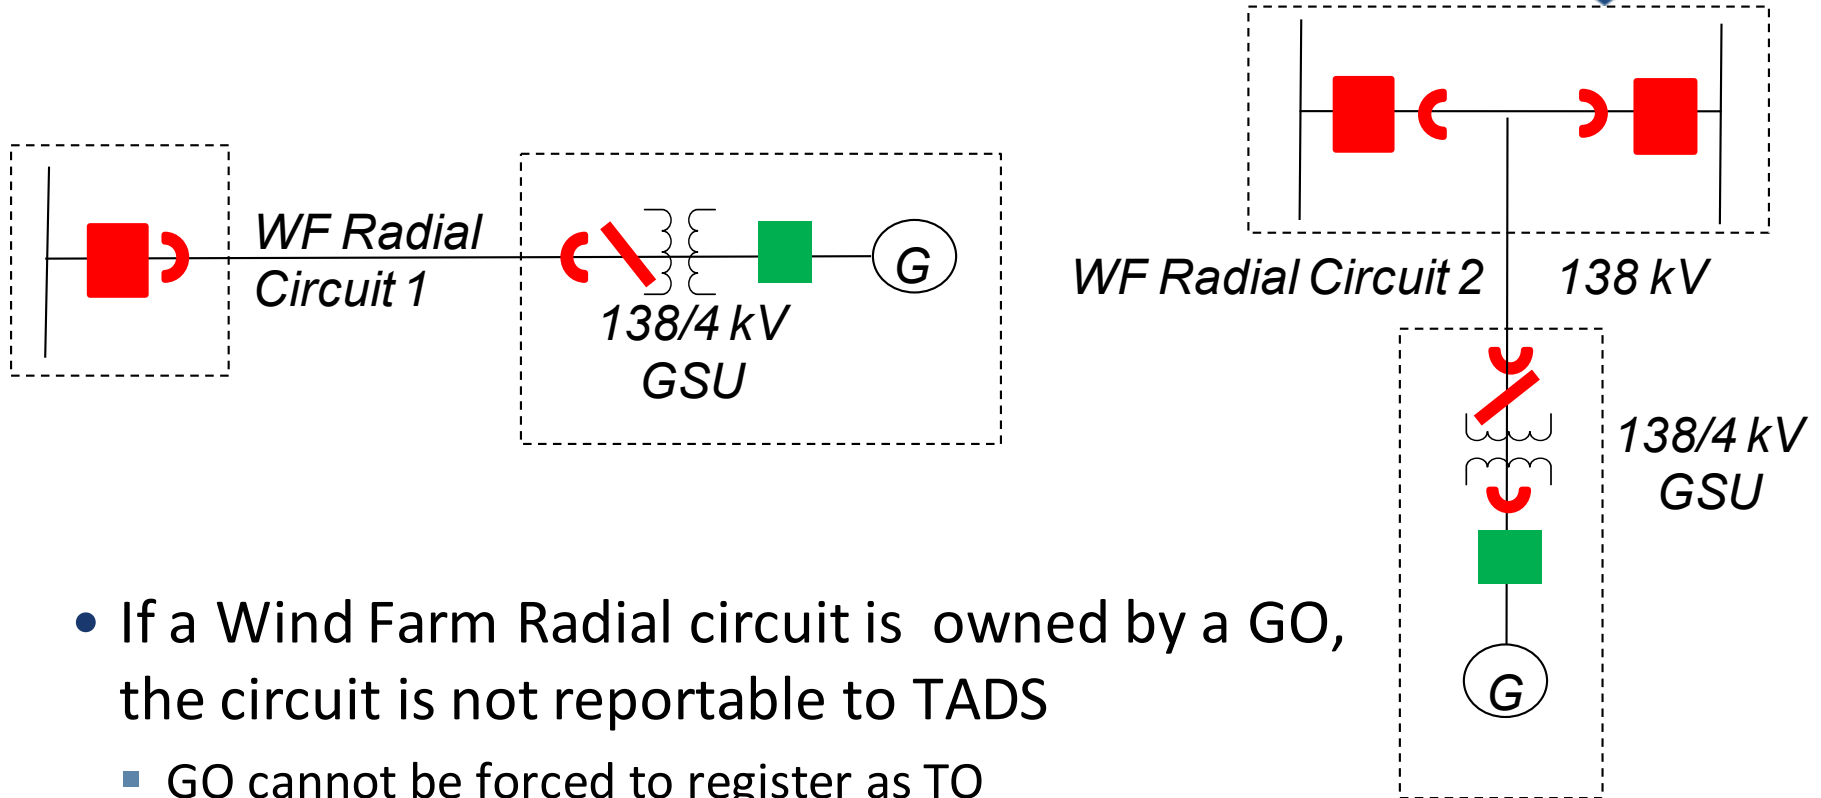 WF Radial
Circuit 1
138/4 kV
GSU
G
WF Radial Circuit 2
138 kV
138/4 kV
GSU
G
• If a Wind Farm Radial circuit is owned by a GO,
the circuit is not reportable to TADS
▪ GO cannot be forced to register as TO